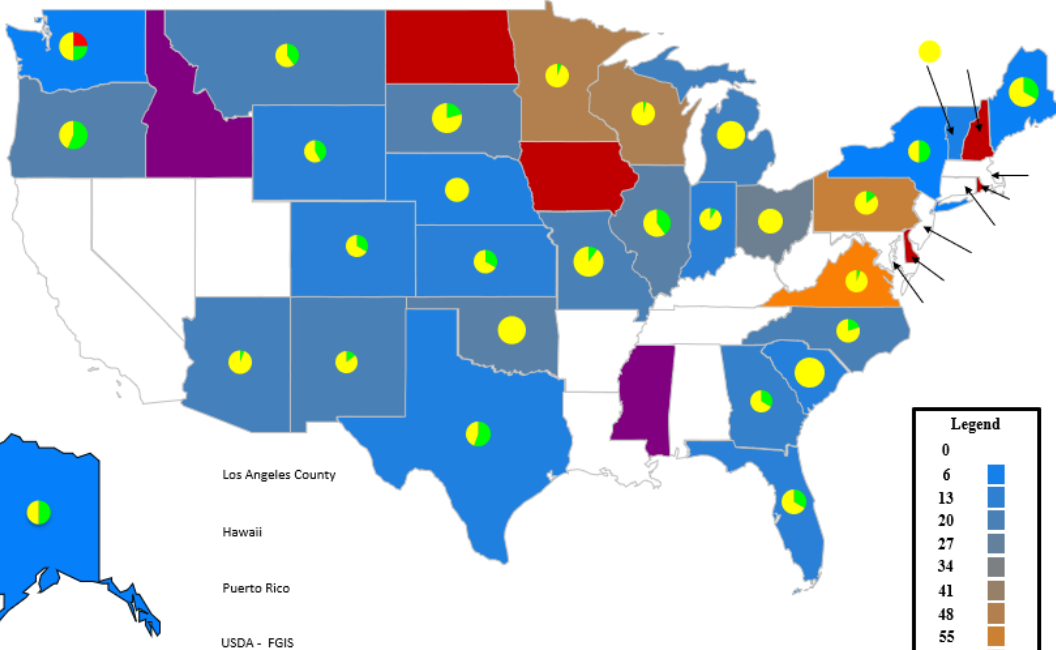 Los Angeles County
Hawaii
Puerto Rico
USDA - FGIS
Legend
0
6
13
20
27
34
41
48
55